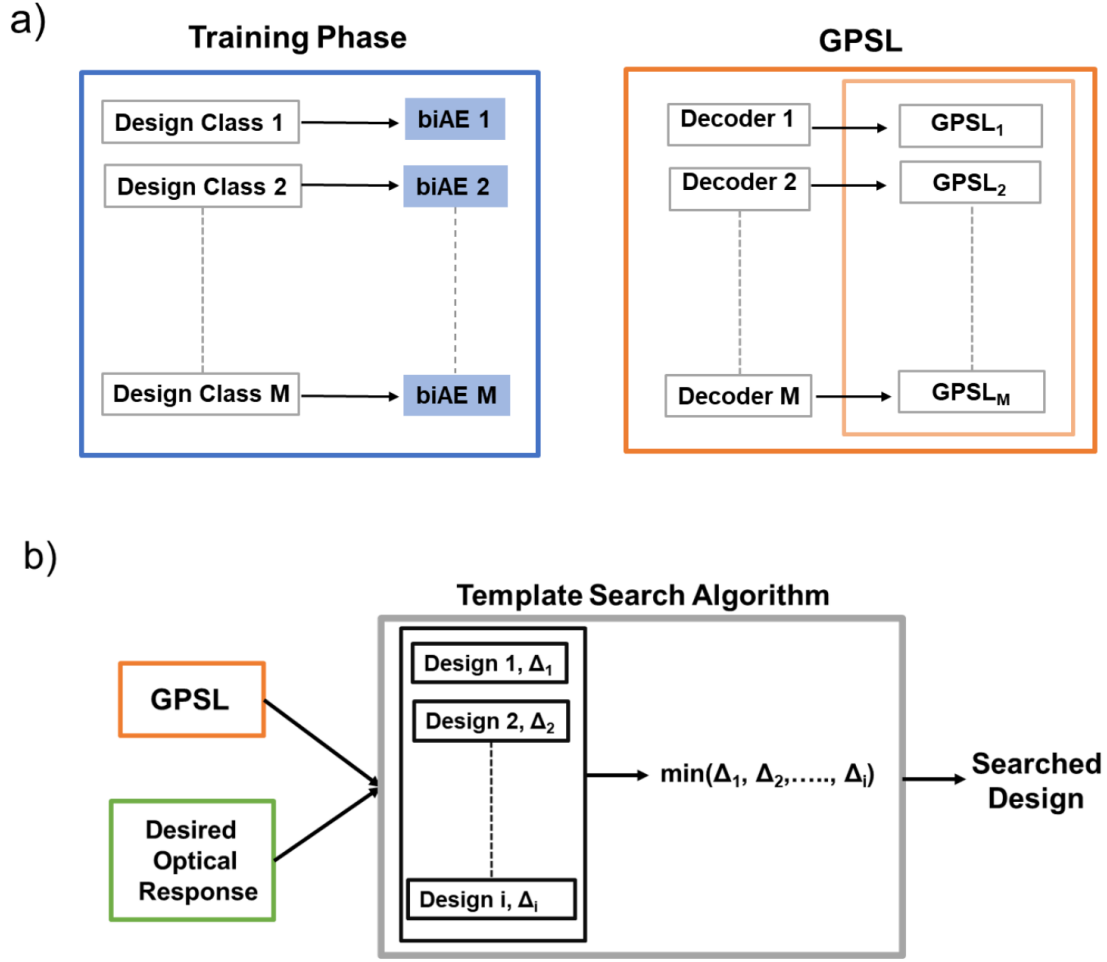 a)
Training Phase
GPSL
Design Class 1
biAE 1
Decoder 1
GPSL₁
Design Class 2
biAE 2
Decoder 2
GPSL₂
Design Class M
biAE M
Decoder M
GPSL_M
b)
Template Search Algorithm
GPSL
Desired
Optical
Response
Design 1, Δ₁
Design 2, Δ₂
Design i, Δᵢ
min(Δ₁, Δ₂,....., Δᵢ)
Searched
Design